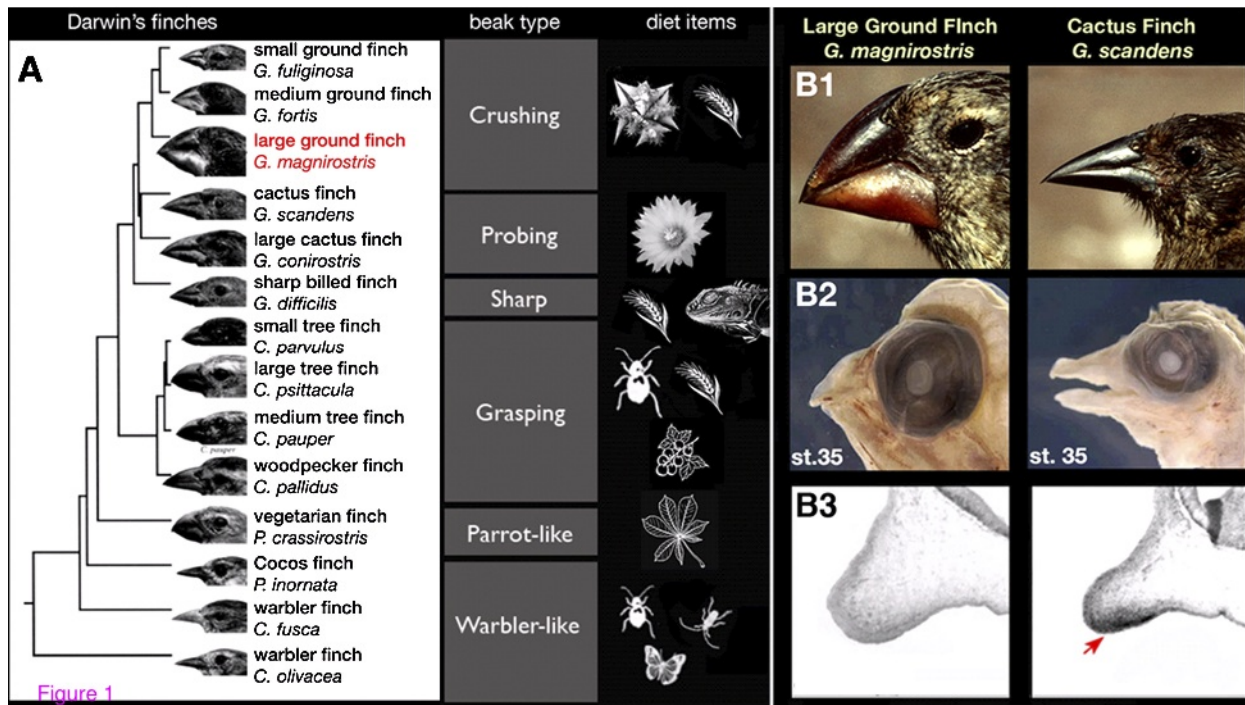 Darwin's finches
beak type
diet items
A
small ground finch
G. fuliginosa
medium ground finch
G. fortis
large ground finch
G. magnirostris
cactus finch
G. scandens
large cactus finch
G. conirostris
sharp billed finch
G. difficilis
small tree finch
C. parvulus
large tree finch
C. psittacula
medium tree finch
C. pauper
C. pauper
woodpecker finch
C. pallidus
vegetarian finch
P. crassirostris
Cocos finch
P. inornata
warbler finch
C. fusca
warbler finch
C. olivacea
Figure 1
Crushing
Probing
Sharp
Grasping
Parrot-like
Warbler-like
Large Ground FInch
G. magnirostris
Cactus Finch
G. scandens
B1
B2
st.35
st. 35
B3